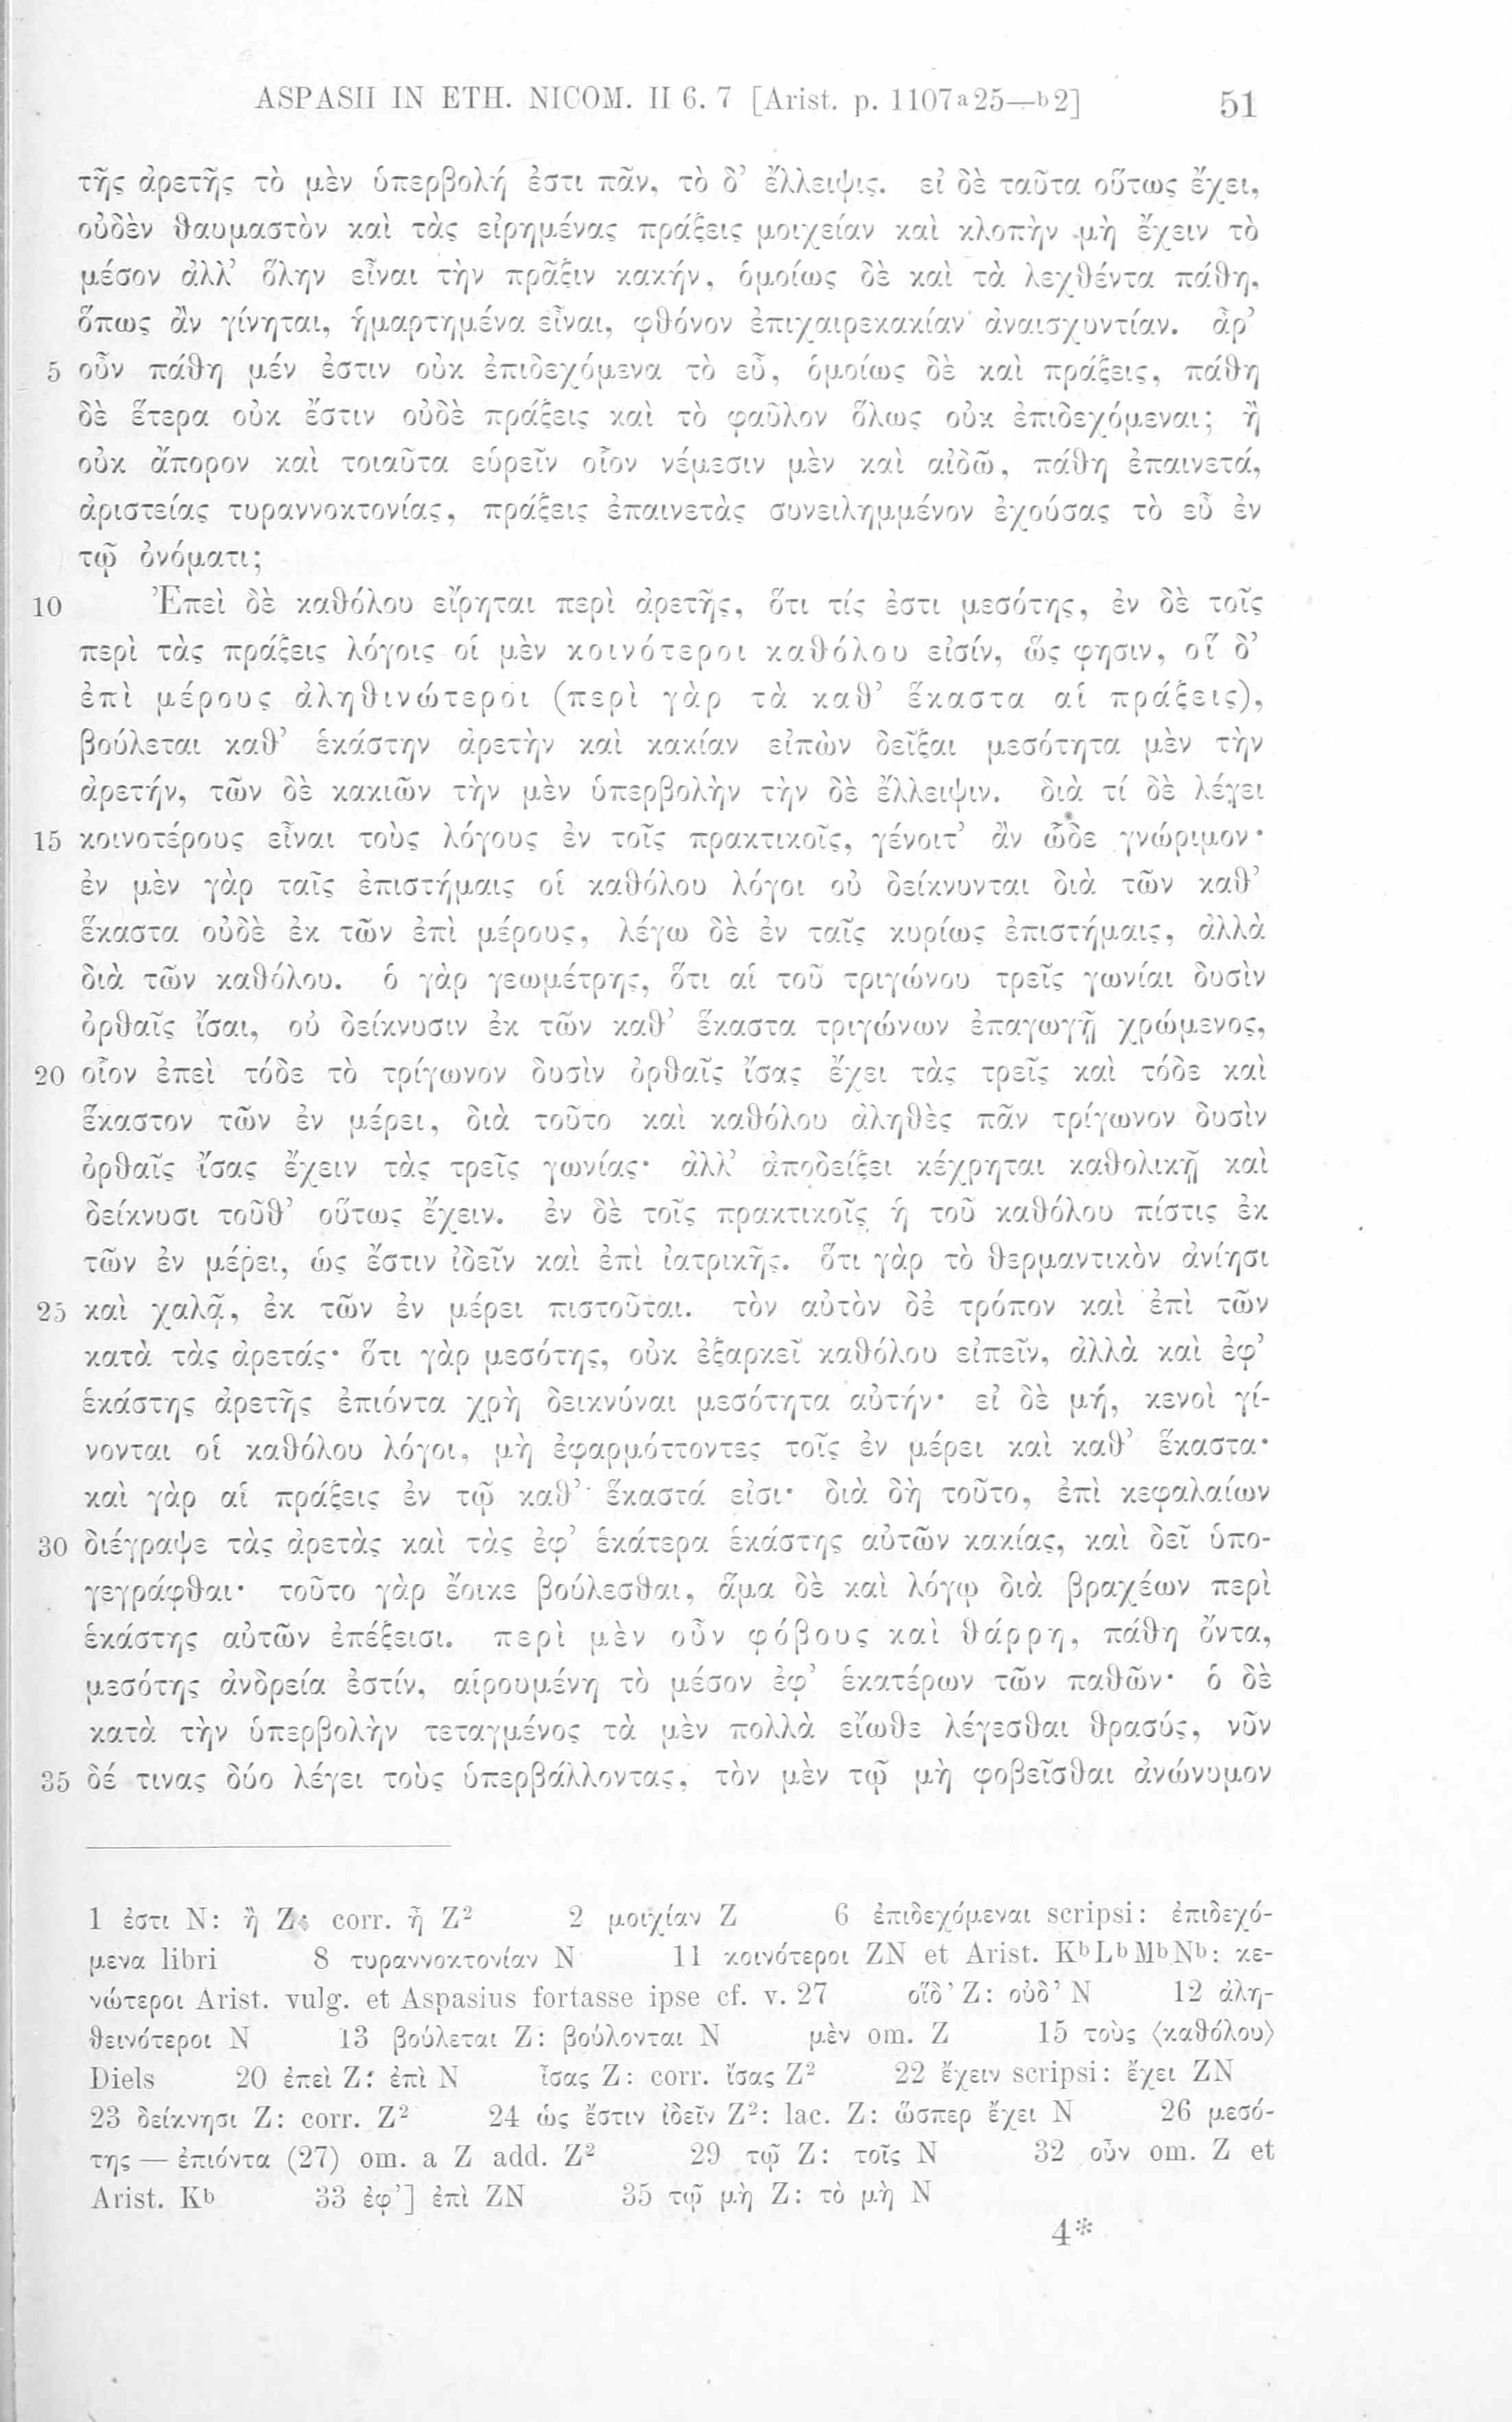 ASPASII IN ETH. NICOM. II 6. 7 [Arist. p. 1107ᵃ25—ᵇ2] 51
τῆς ἀρετῆς τὸ μὲν ὑπερβολή ἐστι πᾶν, τὸ δ’ ἔλλειψις. εἰ δὲ ταῦτα οὕτως ἔχει,
οὐδὲν θαυμαστὸν καὶ τὰς εἰρημένας πράξεις μοιχείαν καὶ κλοπὴν μὴ ἔχειν τὸ
μέσον ἀλλ’ ὅλην εἶναι τὴν πρᾶξιν κακήν, ὁμοίως δὲ καὶ τὰ λεχθέντα πάθη,
ὅπως ἂν γίνηται, ἡμαρτημένα εἶναι, φθόνον ἐπιχαιρεκακίαν ἀναισχυντίαν. ἆρ’
5 οὖν πάθη μέν ἐστιν οὐκ ἐπιδεχόμενα τὸ εὖ, ὁμοίως δὲ καὶ πράξεις, πάθη
δὲ ἕτερα οὐκ ἔστιν οὐδὲ πράξεις καὶ τὸ φαῦλον ὅλως οὐκ ἐπιδεχόμεναι; ἢ
οὐκ ἄπορον καὶ τοιαῦτα εὑρεῖν οἷον νέμεσιν μὲν καὶ αἰδῶ, πάθη ἐπαινετά,
ἀριστείας τυραννοκτονίας, πράξεις ἐπαινετὰς συνειλημμένον ἐχούσας τὸ εὖ ἐν
τῷ ὀνόματι;
10 Ἐπεὶ δὲ καθόλου εἴρηται περὶ ἀρετῆς, ὅτι τίς ἐστι μεσότης, ἐν δὲ τοῖς
περὶ τὰς πράξεις λόγοις οἱ μὲν κοινότεροι καθόλου εἰσίν, ὥς φησιν, οἵ δ’
ἐπὶ μέρους ἀληθινώτεροι (περὶ γὰρ τὰ καθ’ ἕκαστα αἱ πράξεις),
βούλεται καθ’ ἑκάστην ἀρετὴν καὶ κακίαν εἰπὼν δεῖξαι μεσότητα μὲν τὴν
ἀρετήν, τῶν δὲ κακιῶν τὴν μὲν ὑπερβολὴν τὴν δὲ ἔλλειψιν. διὰ τί δὲ λέγει
15 κοινοτέρους εἶναι τοὺς λόγους ἐν τοῖς πρακτικοῖς, γένοιτ’ ἂν ὧδε γνώριμον·
ἐν μὲν γὰρ ταῖς ἐπιστήμαις οἱ καθόλου λόγοι οὐ δείκνυνται διὰ τῶν καθ’
ἕκαστα οὐδὲ ἐκ τῶν ἐπὶ μέρους, λέγω δὲ ἐν ταῖς κυρίως ἐπιστήμαις, ἀλλὰ
διὰ τῶν καθόλου. ὁ γὰρ γεωμέτρης, ὅτι αἱ τοῦ τριγώνου τρεῖς γωνίαι δυσὶν
ὀρθαῖς ἴσαι, οὐ δείκνυσιν ἐκ τῶν καθ’ ἕκαστα τριγώνων ἐπαγωγῇ χρώμενος,
20 οἷον ἐπεὶ τόδε τὸ τρίγωνον δυσὶν ὀρθαῖς ἴσας ἔχει τὰς τρεῖς καὶ τόδε καὶ
ἕκαστον τῶν ἐν μέρει, διὰ τοῦτο καὶ καθόλου ἀληθὲς πᾶν τρίγωνον δυσὶν
ὀρθαῖς ἴσας ἔχειν τὰς τρεῖς γωνίας· ἀλλ’ ἀποδείξει κέχρηται καθολικῇ καὶ
δείκνυσι τοῦθ’ οὕτως ἔχειν. ἐν δὲ τοῖς πρακτικοῖς ἡ τοῦ καθόλου πίστις ἐκ
τῶν ἐν μέρει, ὡς ἔστιν ἰδεῖν καὶ ἐπὶ ἰατρικῆς. ὅτι γὰρ τὸ θερμαντικὸν ἀνίησι
25 καὶ χαλᾷ, ἐκ τῶν ἐν μέρει πιστοῦται. τὸν αὐτὸν δὲ τρόπον καὶ ἐπὶ τῶν
κατὰ τὰς ἀρετάς· ὅτι γὰρ μεσότης, οὐκ ἐξαρκεῖ καθόλου εἰπεῖν, ἀλλὰ καὶ ἐφ’
ἑκάστης ἀρετῆς ἐπιόντα χρὴ δεικνύναι μεσότητα αὐτήν· εἰ δὲ μή, κενοὶ γί-
νονται οἱ καθόλου λόγοι, μὴ ἐφαρμόττοντες τοῖς ἐν μέρει καὶ καθ’ ἕκαστα·
καὶ γὰρ αἱ πράξεις ἐν τῷ καθ’ ἕκαστά εἰσι· διὰ δὴ τοῦτο, ἐπὶ κεφαλαίων
30 διέγραψε τὰς ἀρετὰς καὶ τὰς ἐφ’ ἑκάτερα ἑκάστης αὐτῶν κακίας, καὶ δεῖ ὑπο-
γεγράφθαι· τοῦτο γὰρ ἔοικε βούλεσθαι, ἅμα δὲ καὶ λόγῳ διὰ βραχέων περὶ
ἑκάστης αὐτῶν ἐπέξεισι. περὶ μὲν οὖν φόβους καὶ θάρρη, πάθη ὄντα,
μεσότης ἀνδρεία ἐστίν, αἱρουμένη τὸ μέσον ἐφ’ ἑκατέρων τῶν παθῶν· ὁ δὲ
κατὰ τὴν ὑπερβολὴν τεταγμένος τὰ μὲν πολλὰ εἴωθε λέγεσθαι θρασύς, νῦν
35 δέ τινας δύο λέγει τοὺς ὑπερβάλλοντας, τὸν μὲν τῷ μὴ φοβεῖσθαι ἀνώνυμον
1 ἐστι N: ἢ Z: corr. ἦ Z² 2 μοιχίαν Z 6 ἐπιδεχόμεναι scripsi: ἐπιδεχό-
μενα libri 8 τυραννοκτονίαν N 11 κοινότεροι ZN et Arist. KᵇLᵇMᵇNᵇ: κε-
νώτεροι Arist. vulg. et Aspasius fortasse ipse cf. v. 27 οἵδ’ Z: οὐδ’ N 12 ἀλη-
θεινότεροι N 13 βούλεται Z: βούλονται N μὲν om. Z 15 τοὺς ⟨καθόλου⟩
Diels 20 ἐπεὶ Z: ἐπὶ N ἶσας Z: corr. ἴσας Z² 22 ἔχειν scripsi: ἔχει ZN
23 δείκνησι Z: corr. Z² 24 ὡς ἔστιν ἰδεῖν Z²: lac. Z: ὥσπερ ἔχει N 26 μεσό-
της — ἐπιόντα (27) om. a Z add. Z² 29 τῷ Z: τοῖς N 32 οὖν om. Z et
Arist. Kᵇ 33 ἐφ’] ἐπὶ ZN 35 τῷ μὴ Z: τὸ μὴ N
4*